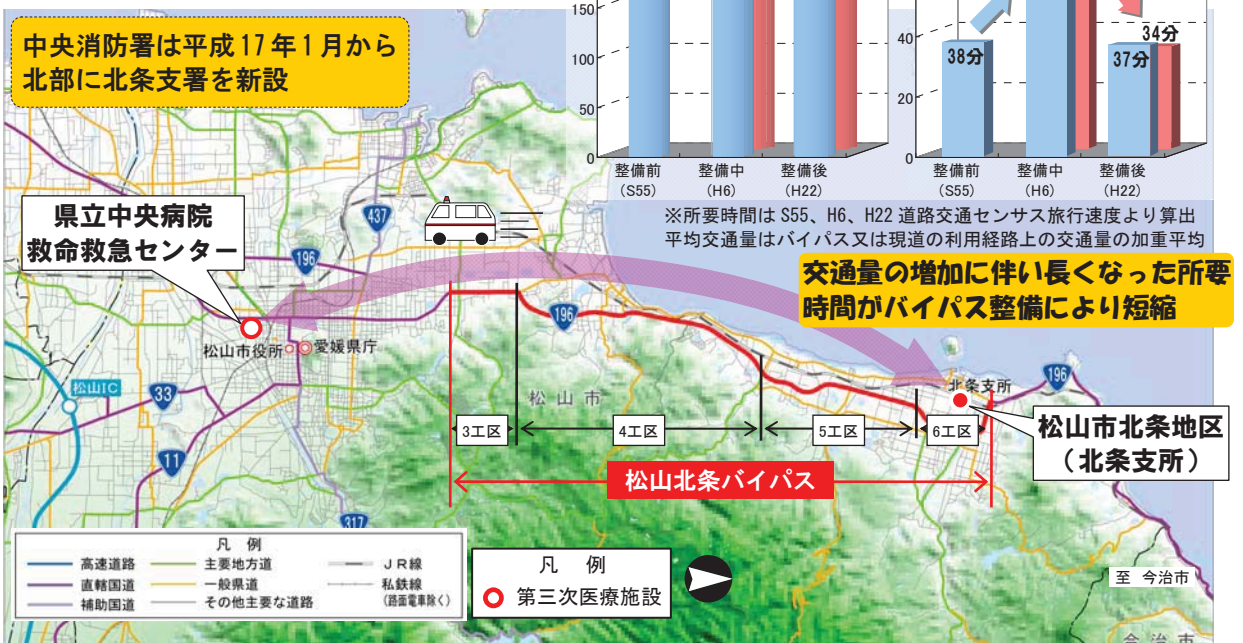 中央消防署は平成17年1月から
北部に北条支署を新設
150
100
50
0
整備前
(S55)
整備中
(H6)
整備後
(H22)
40
20
0
38分
37分
34分
整備前
(S55)
整備中
(H6)
整備後
(H22)
※所要時間は S55、H6、H22 道路交通センサス旅行速度より算出
平均交通量はバイパス又は現道の利用経路上の交通量の加重平均
交通量の増加に伴い長くなった所要
時間がバイパス整備により短縮
県立中央病院
救命救急センター
437
196
196
196
松山市役所
愛媛県庁
松山IC
33
11
317
松山市
北条支所
松山市北条地区
(北条支所)
3工区
4工区
5工区
6工区
松山北条バイパス
凡 例
高速道路
主要地方道
JR線
直轄国道
一般県道
私鉄線
(路面電車除く)
補助国道
その他主要な道路
凡 例
第三次医療施設
至 今治市
今治市